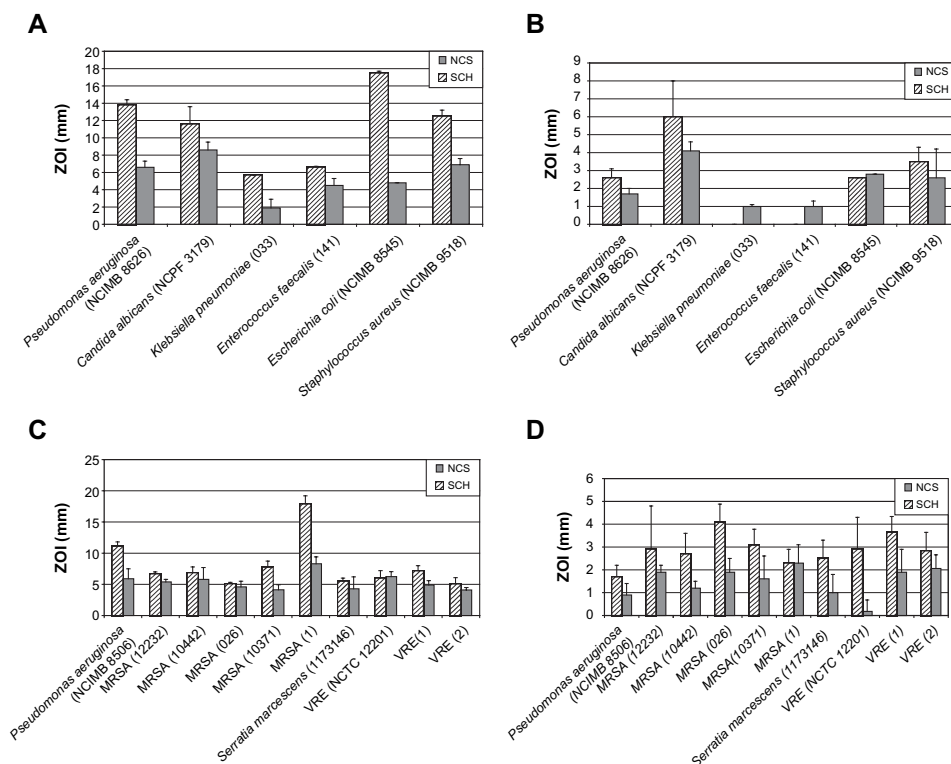 A
ZOI (mm)
20
18
16
14
12
10
8
6
4
2
0
NCS
SCH
Pseudomonas aeruginosa
(NCIMB 8626)
Candida albicans (NCPF 3179)
Klebsiella pneumoniae (033)
Enterococcus faecalis (141)
Escherichia coli (NCIMB 8545)
Staphylococcus aureus (NCIMB 9518)
B
ZOI (mm)
9
8
7
6
5
4
3
2
1
0
NCS
SCH
Pseudomonas aeruginosa
(NCIMB 8626)
Candida albicans (NCPF 3179)
Klebsiella pneumoniae (033)
Enterococcus faecalis (141)
Escherichia coli (NCIMB 8545)
Staphylococcus aureus (NCIMB 9518)
C
ZOI (mm)
25
20
15
10
5
0
NCS
SCH
Pseudomonas aeruginosa
(NCIMB 8506)
MRSA (12232)
MRSA (10442)
MRSA (026)
MRSA (10371)
MRSA (1)
Serratia marcescens (1173146)
VRE (NCTC 12201)
VRE(1)
VRE (2)
D
ZOI (mm)
6
5
4
3
2
1
0
NCS
SCH
Pseudomonas aeruginosa
(NCIMB 8506)
MRSA (12232)
MRSA (10442)
MRSA (026)
MRSA(10371)
MRSA (1)
Serratia marcescens (1173146)
VRE (NCTC 12201)
VRE (1)
VRE (2)